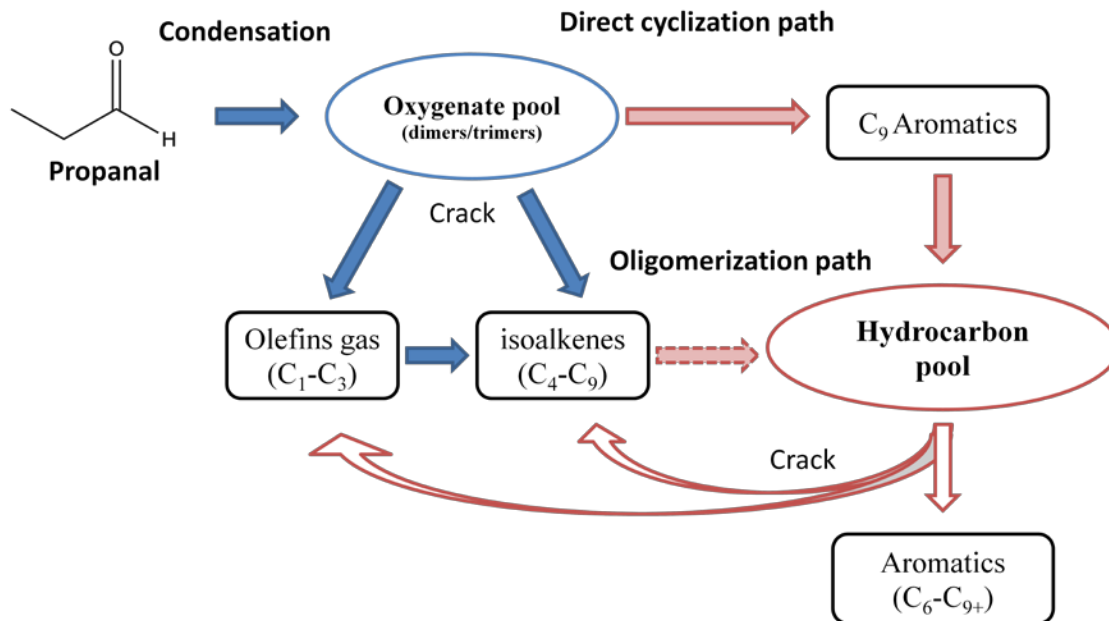 Condensation
Direct cyclization path
O
H
Propanal
Oxygenate pool
(dimers/trimers)
C₉ Aromatics
Crack
Oligomerization path
Olefins gas
(C₁-C₃)
isoalkenes
(C₄-C₉)
Hydrocarbon
pool
Crack
Aromatics
(C₆-C₉₊)